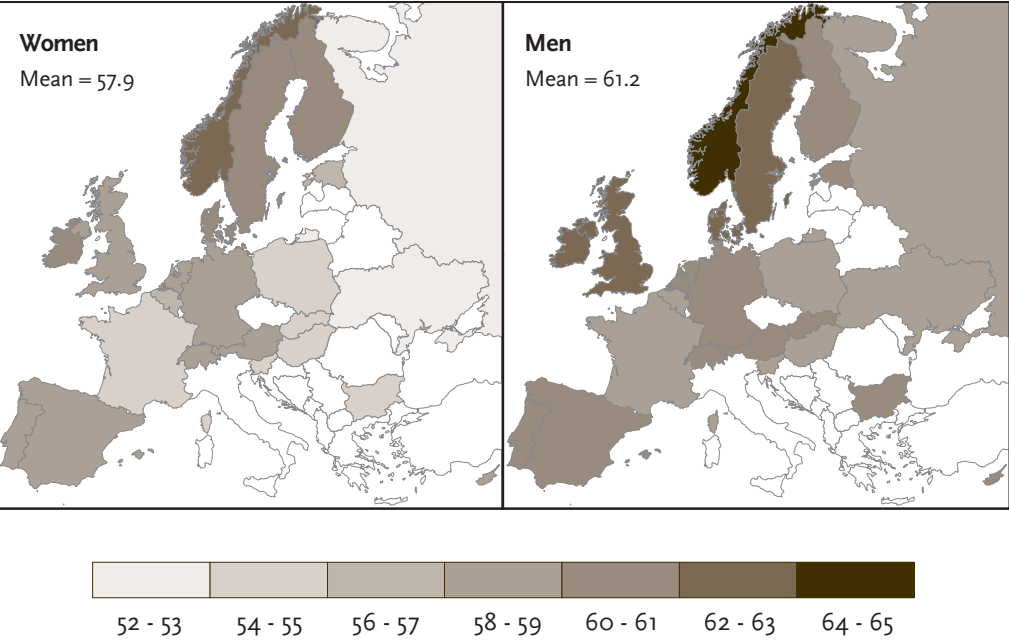 Women
Mean = 57.9
Men
Mean = 61.2
52 - 53
54 - 55
56 - 57
58 - 59
60 - 61
62 - 63
64 - 65